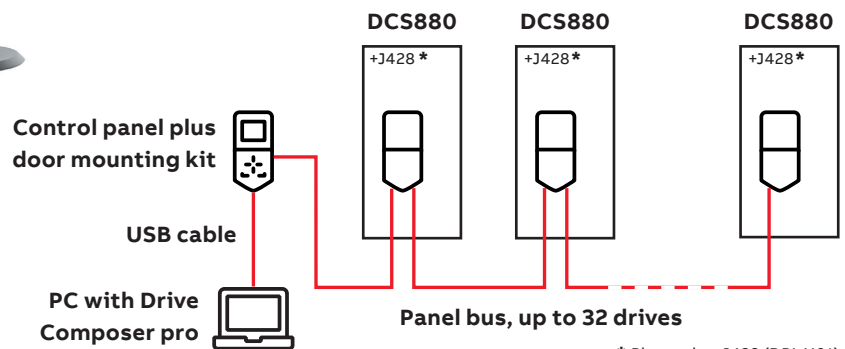 DCS880 DCS880 DCS880
+J428 * +J428* +J428*
Control panel plus
door mounting kit
USB cable
PC with Drive
Composer pro
Panel bus, up to 32 drives